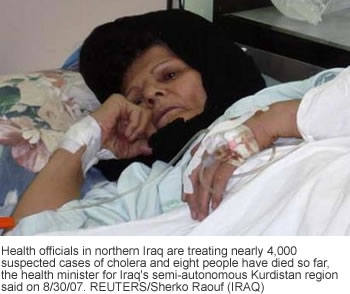 Health officials in northern Iraq are treating nearly 4,000
suspected cases of cholera and eight people have died so far,
the health minister for Iraq's semi-autonomous Kurdistan region
said on 8/30/07. REUTERS/Sherko Raouf (IRAQ)